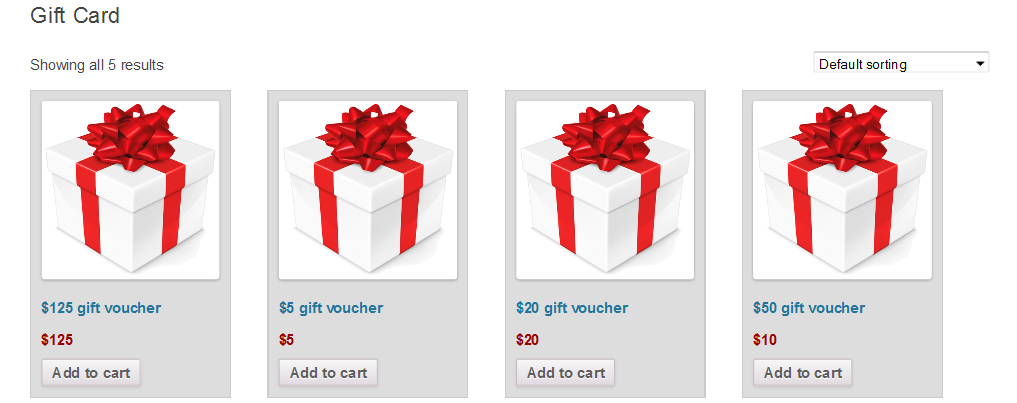 Gift Card
Showing all 5 results
Default sorting
$125 gift voucher
$125
Add to cart
$5 gift voucher
$5
Add to cart
$20 gift voucher
$20
Add to cart
$50 gift voucher
$10
Add to cart